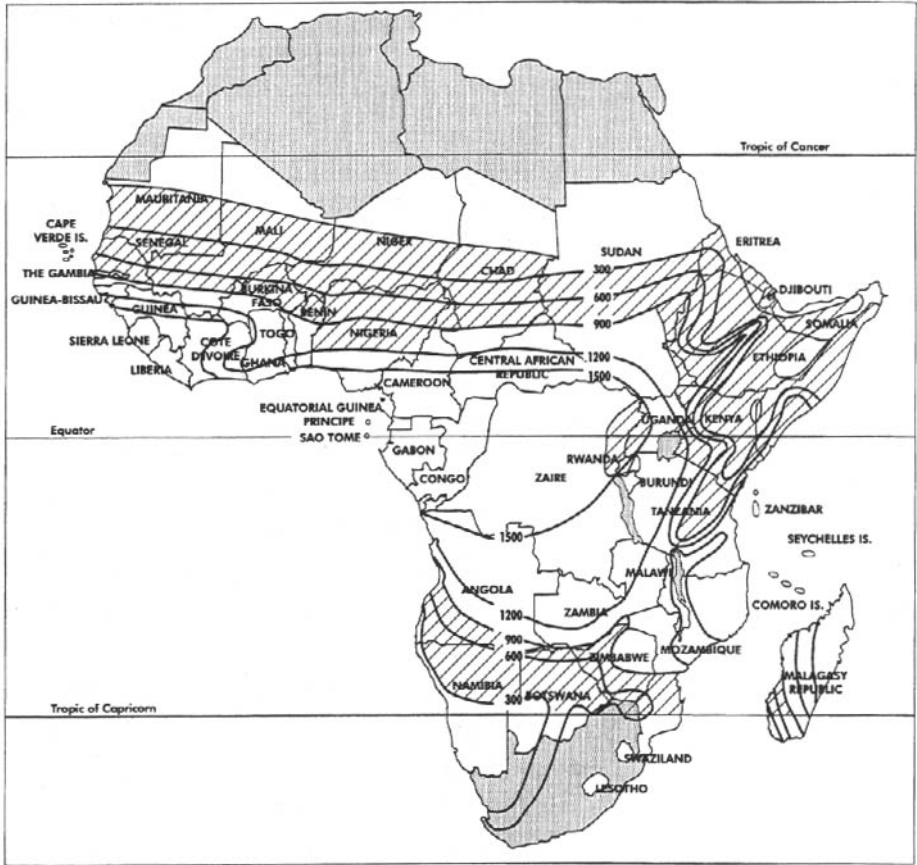 Tropic of Cancer
MAURITANIA
CAPE
VERDE IS.
MALI
SENEGAL
NIGER
SUDAN
ERITREA
CHAD
300
THE GAMBIA
DJIBOUTI
BURKINA
FASO
600
GUINEA-BISSAU
GUINEA
BENIN
SOMALIA
900
SIERRA LEONE
COTE
D'IVOIRE
TOGO
NIGERIA
LIBERIA
GHANA
CENTRAL AFRICAN
REPUBLIC
1200
ETHIOPIA
1500
CAMEROON
EQUATORIAL GUINEA
PRINCIPE
UGANDA
KENYA
Equator
SAO TOME
GABON
RWANDA
CONGO
ZAIRE
BURUNDI
TANZANIA
ZANZIBAR
1500
SEYCHELLES IS.
MALAWI
ANGOLA
COMORO IS.
1200
ZAMBIA
900
600
ZIMBABWE
MOZAMBIQUE
NAMIBIA
300
BOTSWANA
MALAGASY
REPUBLIC
Tropic of Capricorn
SWAZILAND
LESOTHO